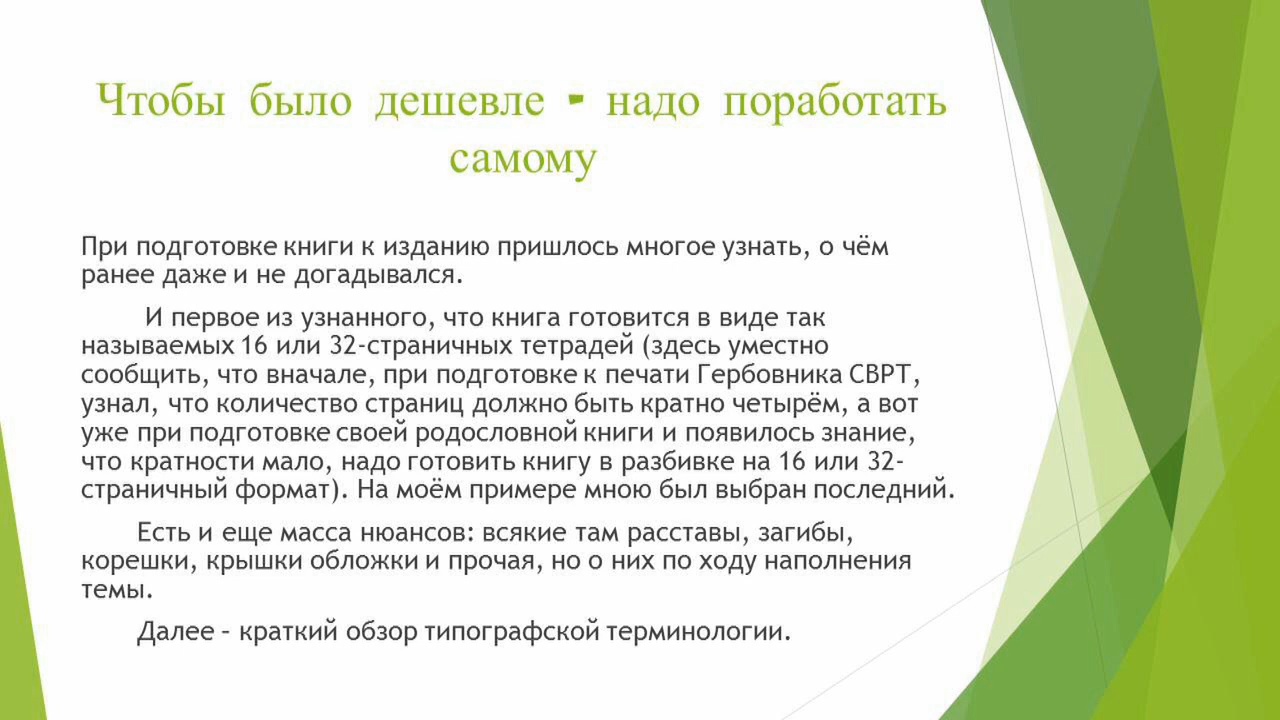 Чтобы было дешевле - надо поработать
самому
При подготовке книги к изданию пришлось многое узнать, о чём
ранее даже и не догадывался.
И первое из узнанного, что книга готовится в виде так
называемых 16 или 32-страничных тетрадей (здесь уместно
сообщить, что вначале, при подготовке к печати Гербовника СВРТ,
узнал, что количество страниц должно быть кратно четырём, а вот
уже при подготовке своей родословной книги и появилось знание,
что кратности мало, надо готовить книгу в разбивке на 16 или 32-
страничный формат). На моём примере мною был выбран последний.
Есть и еще масса нюансов: всякие там расставы, загибы,
корешки, крышки обложки и прочая, но о них по ходу наполнения
темы.
Далее – краткий обзор типографской терминологии.